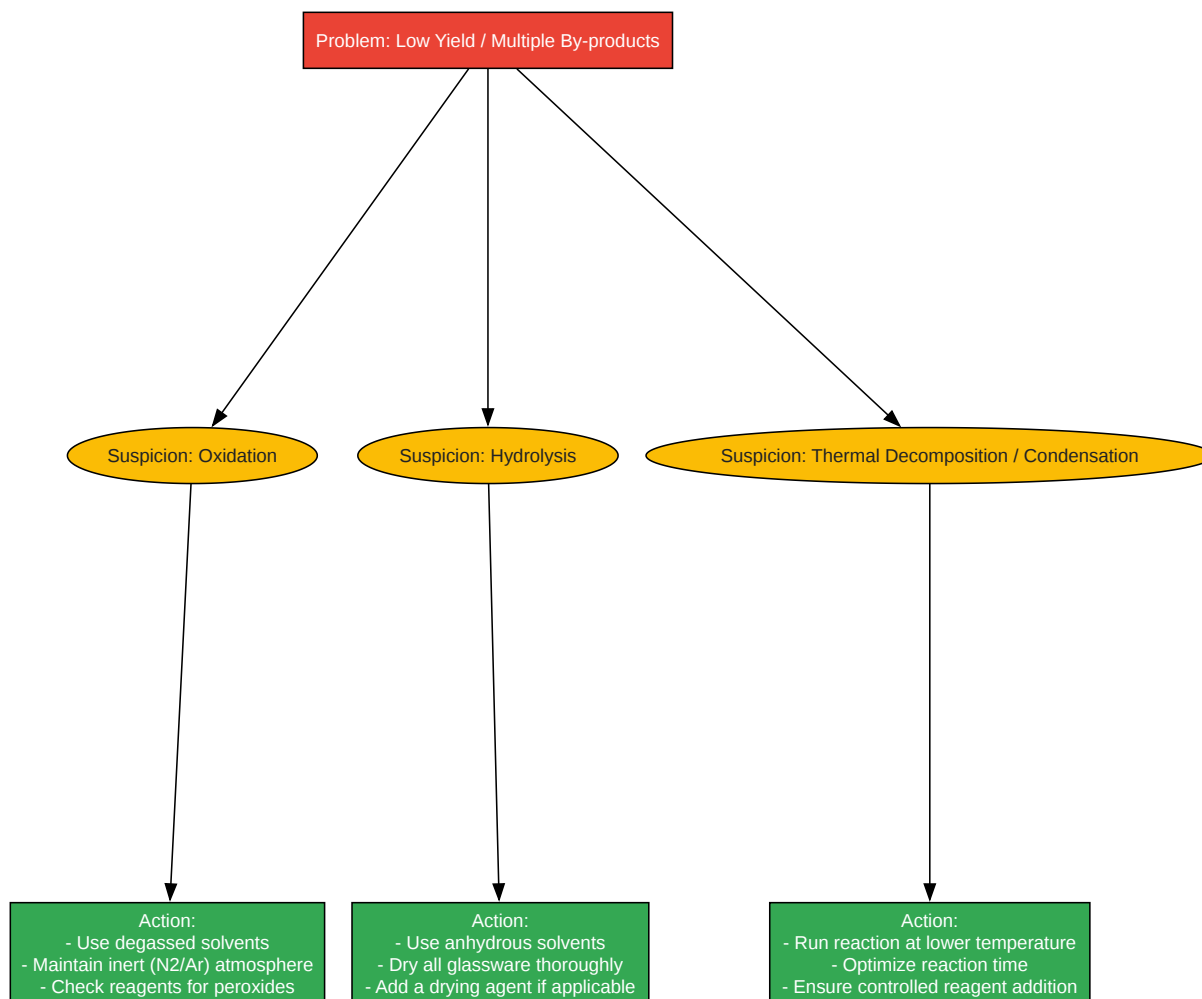 Problem: Low Yield / Multiple By-products
Suspicion: Oxidation
Suspicion: Hydrolysis
Suspicion: Thermal Decomposition / Condensation
Action:
- Use degassed solvents
- Maintain inert (N2/Ar) atmosphere
- Check reagents for peroxides
Action:
- Use anhydrous solvents
- Dry all glassware thoroughly
- Add a drying agent if applicable
Action:
- Run reaction at lower temperature
- Optimize reaction time
- Ensure controlled reagent addition